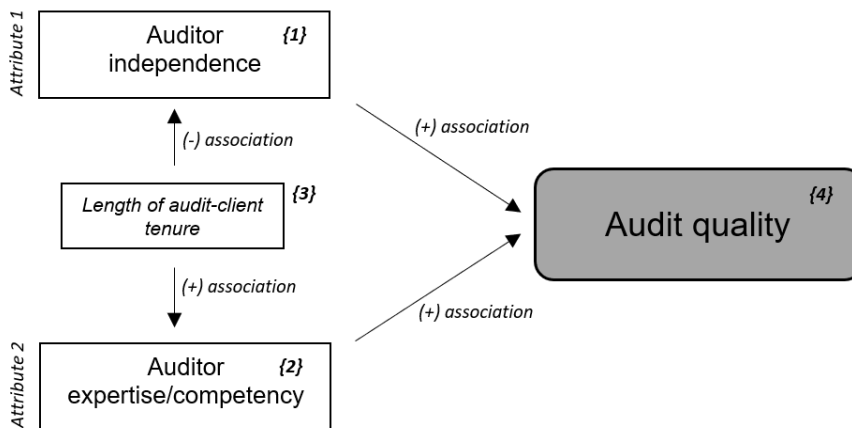 Attribute 1
Auditor {1}
independence
(-) association
(+) association
Length of audit-client {3}
tenure
{4}
Audit quality
(+) association
(+) association
Attribute 2
Auditor {2}
expertise/competency